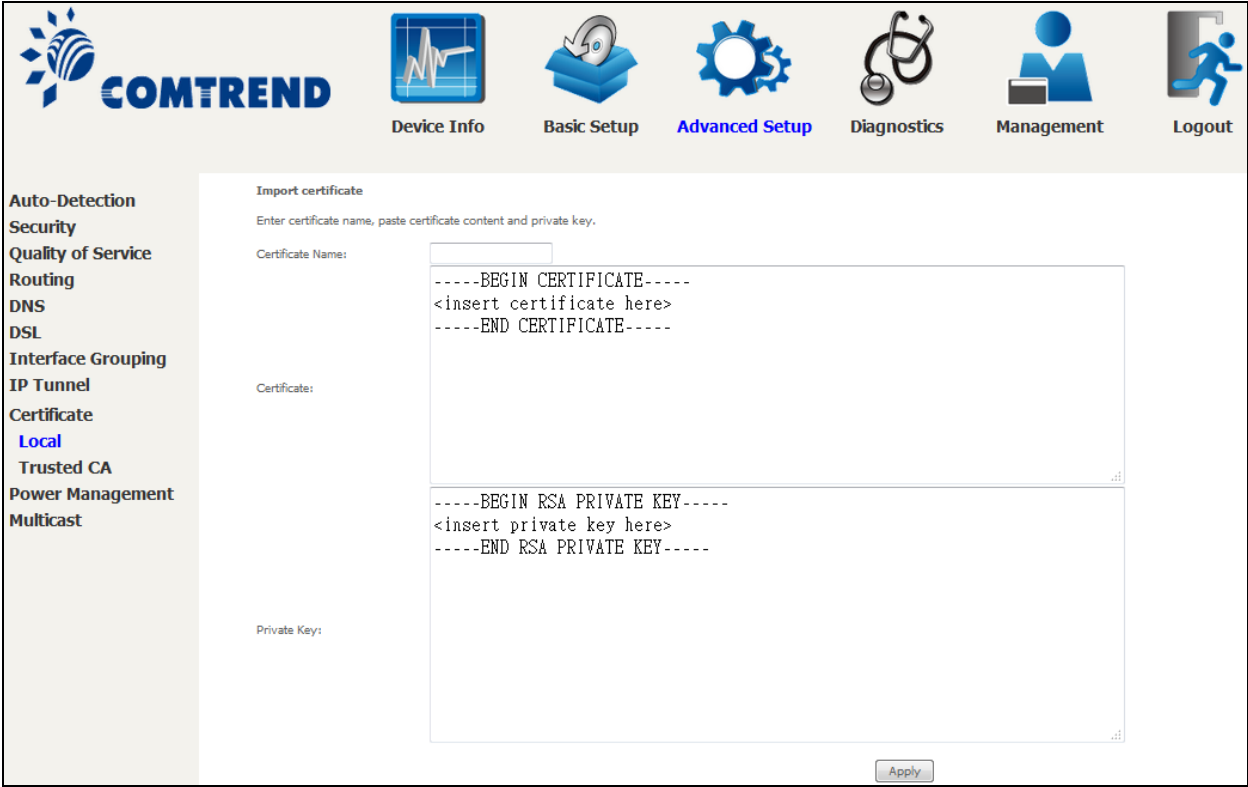 COMTREND
Device Info
Basic Setup
Advanced Setup
Diagnostics
Management
Logout
Auto-Detection
Security
Quality of Service
Routing
DNS
DSL
Interface Grouping
IP Tunnel
Certificate
Local
Trusted CA
Power Management
Multicast
Import certificate
Enter certificate name, paste certificate content and private key.
Certificate Name:
Certificate:
-----BEGIN CERTIFICATE-----
<insert certificate here>
-----END CERTIFICATE-----
Private Key:
-----BEGIN RSA PRIVATE KEY-----
<insert private key here>
-----END RSA PRIVATE KEY-----
Apply